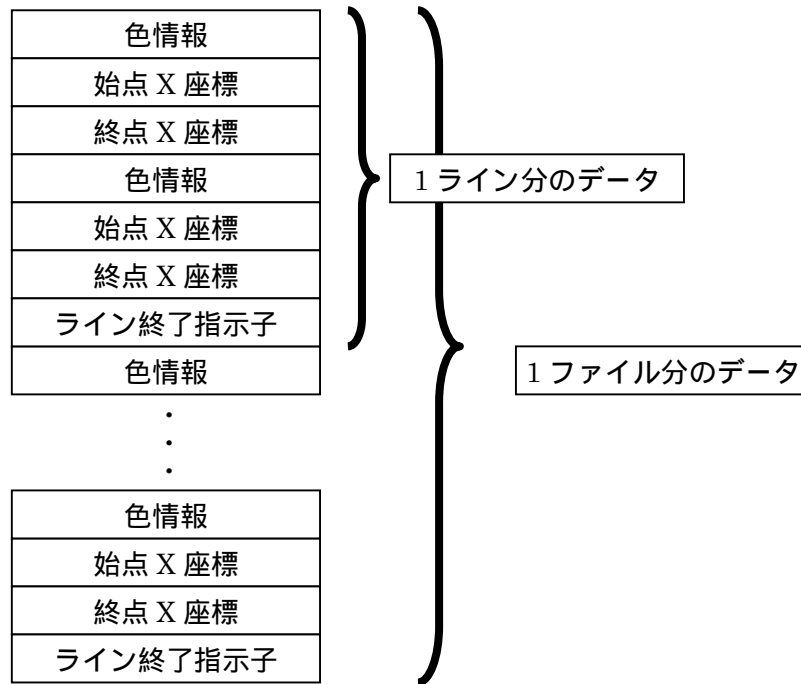 色情報
始点 X 座標
終点 X 座標
色情報
始点 X 座標
終点 X 座標
ライン終了指示子
色情報
・
・
・
色情報
始点 X 座標
終点 X 座標
ライン終了指示子
1 ライン分のデータ
1 ファイル分のデータ